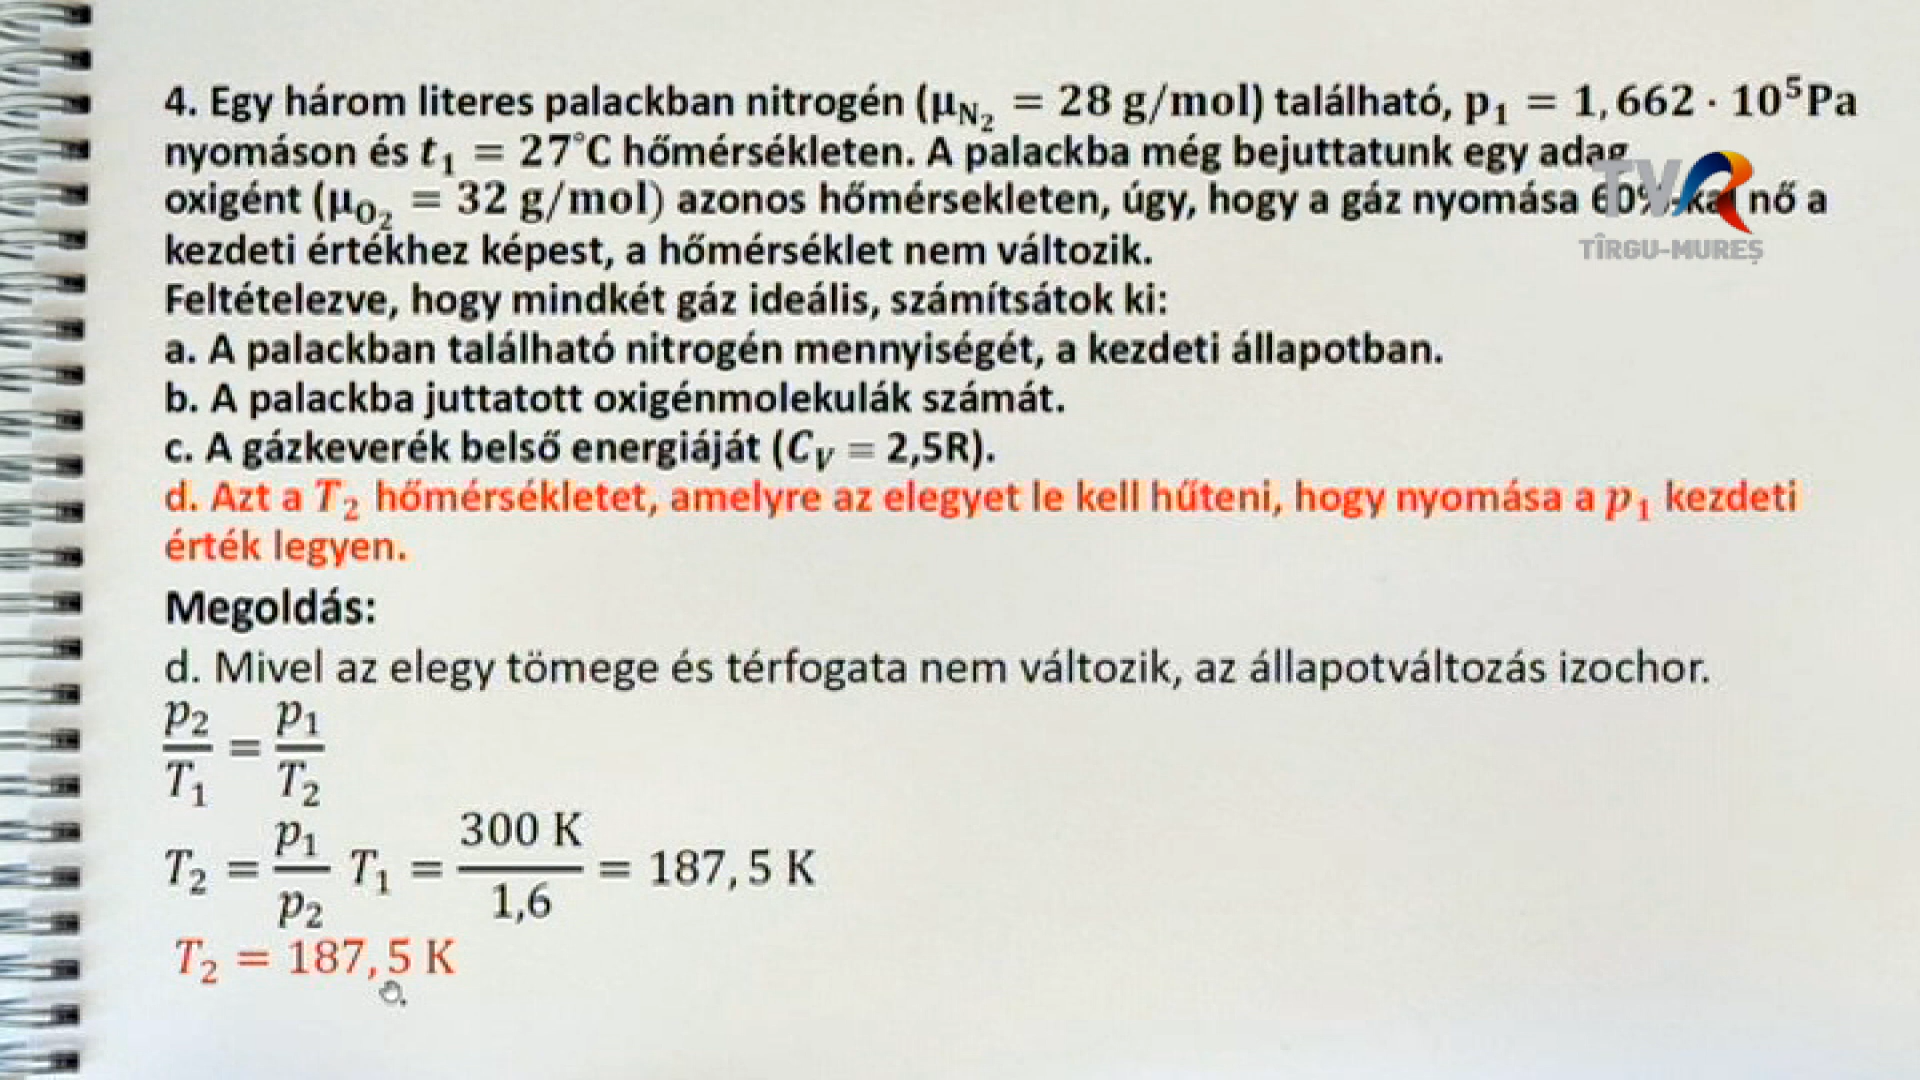 4. Egy három literes palackban nitrogén (μ_N₂ = 28 g/mol) található, p₁ = 1,662 · 10⁵Pa
nyomáson és t₁ = 27°C hőmérsékleten. A palackba még bejuttatunk egy adag
oxigént (μ_O₂ = 32 g/mol) azonos hőmérsekleten, úgy, hogy a gáz nyomása 60%-kal nő a
kezdeti értékhez képest, a hőmérséklet nem változik.
Feltételezve, hogy mindkét gáz ideális, számítsátok ki:
a. A palackban található nitrogén mennyiségét, a kezdeti állapotban.
b. A palackba juttatott oxigénmolekulák számát.
c. A gázkeverék belső energiáját (C_V = 2,5R).
d. Azt a T₂ hőmérsékletet, amelyre az elegyet le kell hűteni, hogy nyomása a p₁ kezdeti
érték legyen.
Megoldás:
d. Mivel az elegy tömege és térfogata nem változik, az állapotváltozás izochor.
p₂/T₁ = p₁/T₂
T₂ = p₁/p₂ T₁ = 300 K/1,6 = 187,5 K
T₂ = 187,5 K
TVR
TÎRGU-MUREȘ